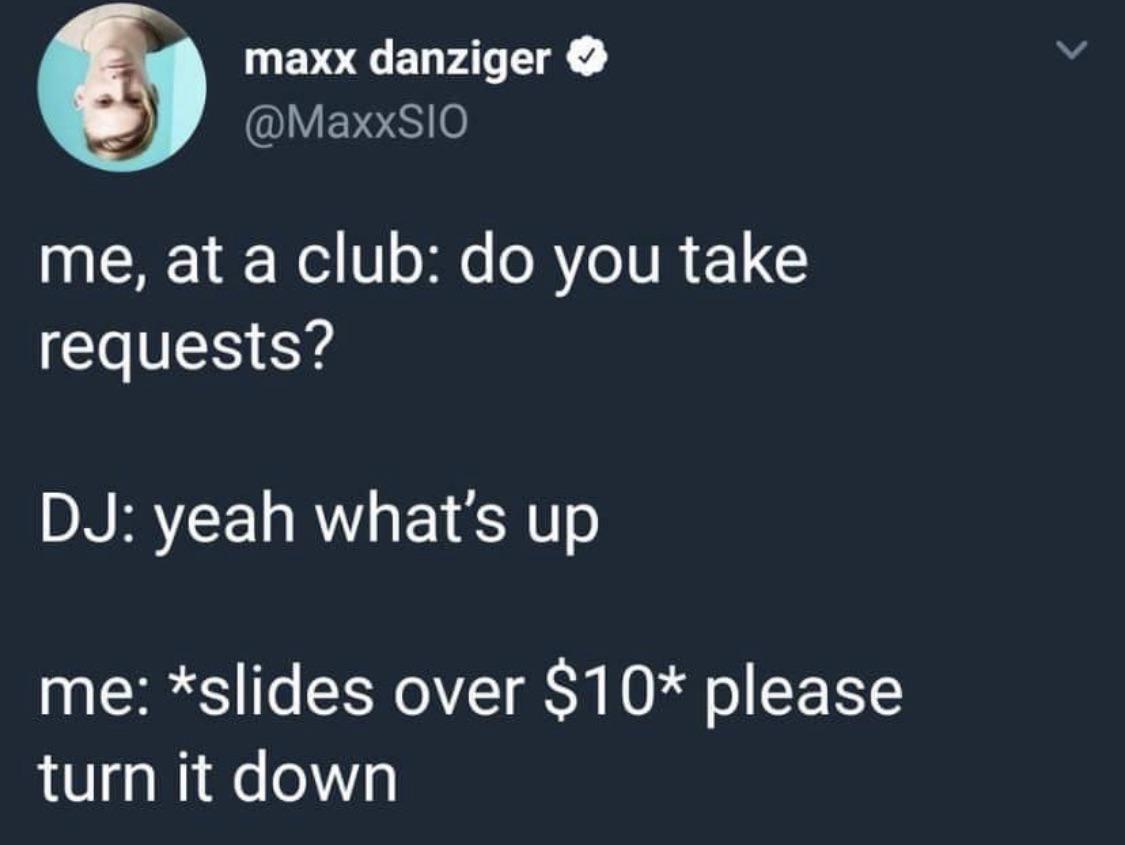 maxx danziger
@MaxxSIO
me, at a club: do you take
requests?
DJ: yeah what's up
me: *slides over $10* please
turn it down